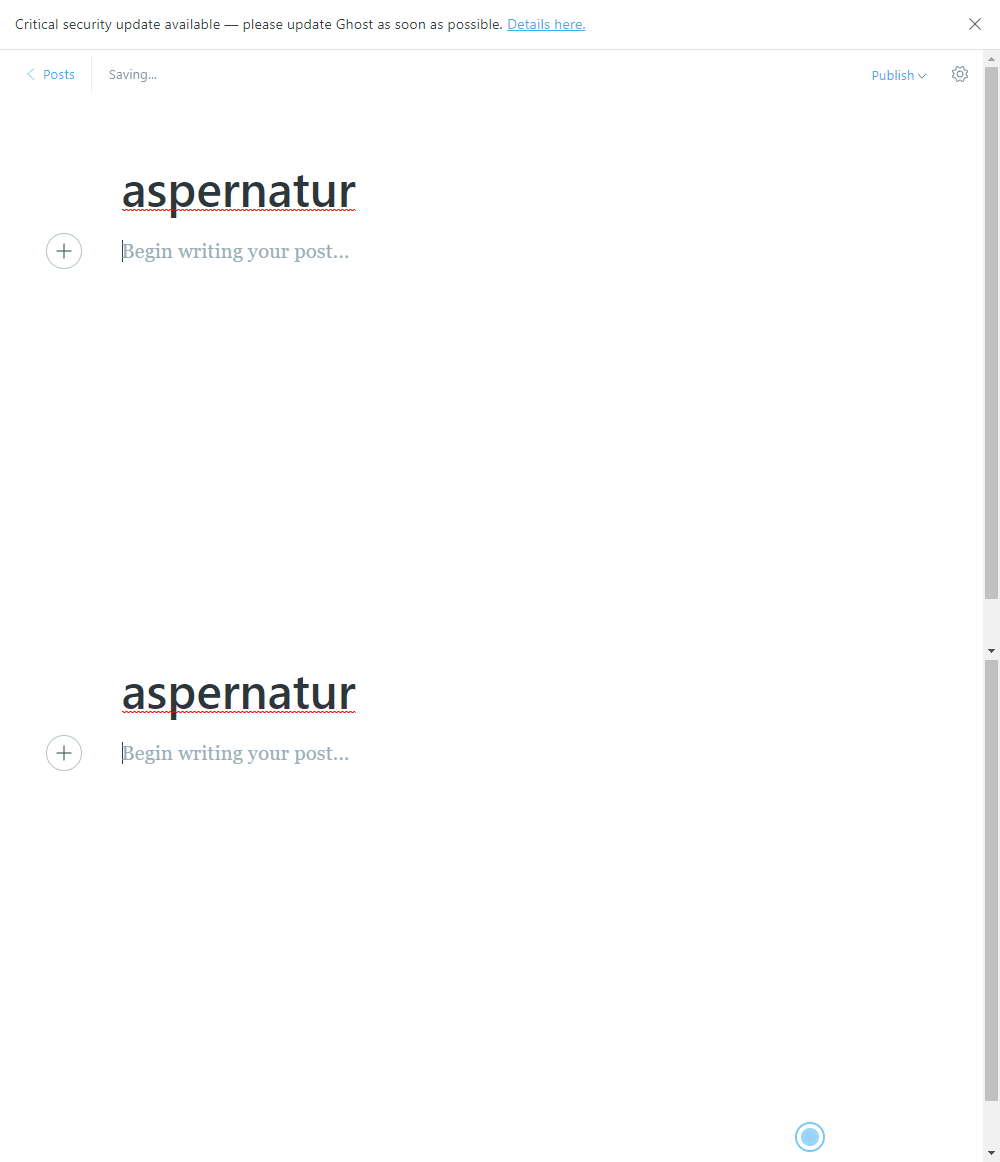 Critical security update available — please update Ghost as soon as possible. Details here.
Posts
Saving...
Publish
aspernatur
Begin writing your post...
aspernatur
Begin writing your post...